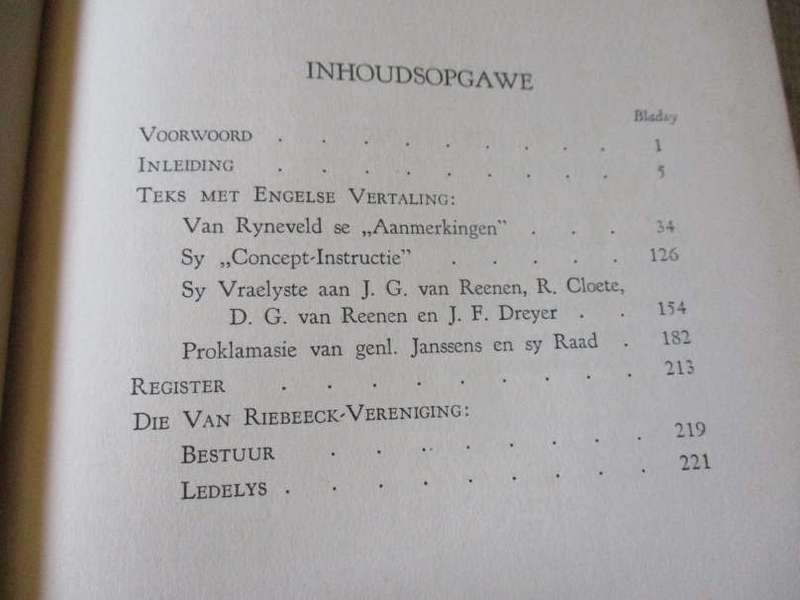 INHOUDSOPGAWE
Bladsy
VOORWOORD . . . . . . . . 1
INLEIDING . . . . . . . . 5
TEKS MET ENGELSE VERTALING:
Van Ryneveld se „Aanmerkingen” . . . 34
Sy „Concept-Instructie” . . . . . 126
Sy Vraelyste aan J. G. van Reenen, R. Cloete,
D. G. van Reenen en J. F. Dreyer . . 154
Proklamasie van genl. Janssens en sy Raad . 182
REGISTER . . . . . . . . . 213
DIE VAN RIEBEECK-VERENIGING:
BESTUUR . . . . . . . . 219
LEDELYS . . . . . . . . . 221